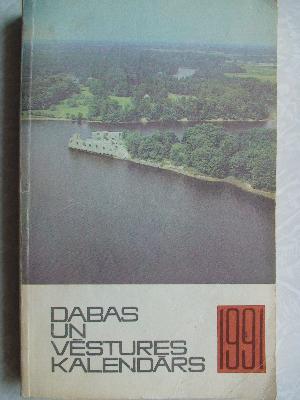 DABAS
UN
VĒSTURES
KALENDĀRS
1991